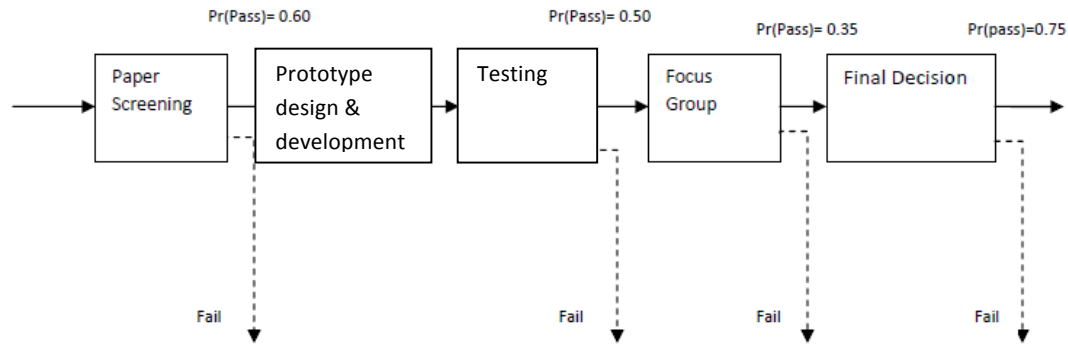 Pr(Pass)= 0.60
Pr(Pass)= 0.50
Pr(Pass)= 0.35
Pr(pass)=0.75
Paper
Screening
Prototype
design &
development
Testing
Focus
Group
Final Decision
Fail
Fail
Fail
Fail